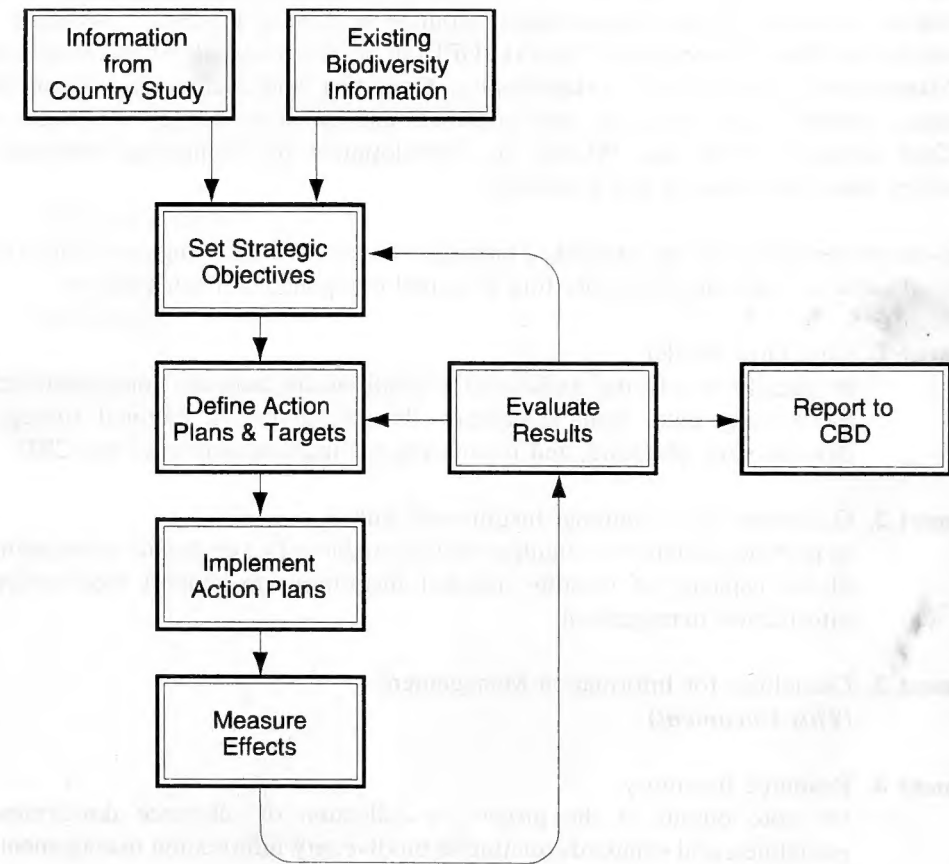 Information
from
Country Study
Existing
Biodiversity
Information
Set Strategic
Objectives
Define Action
Plans & Targets
Evaluate
Results
Report to
CBD
Implement
Action Plans
Measure
Effects